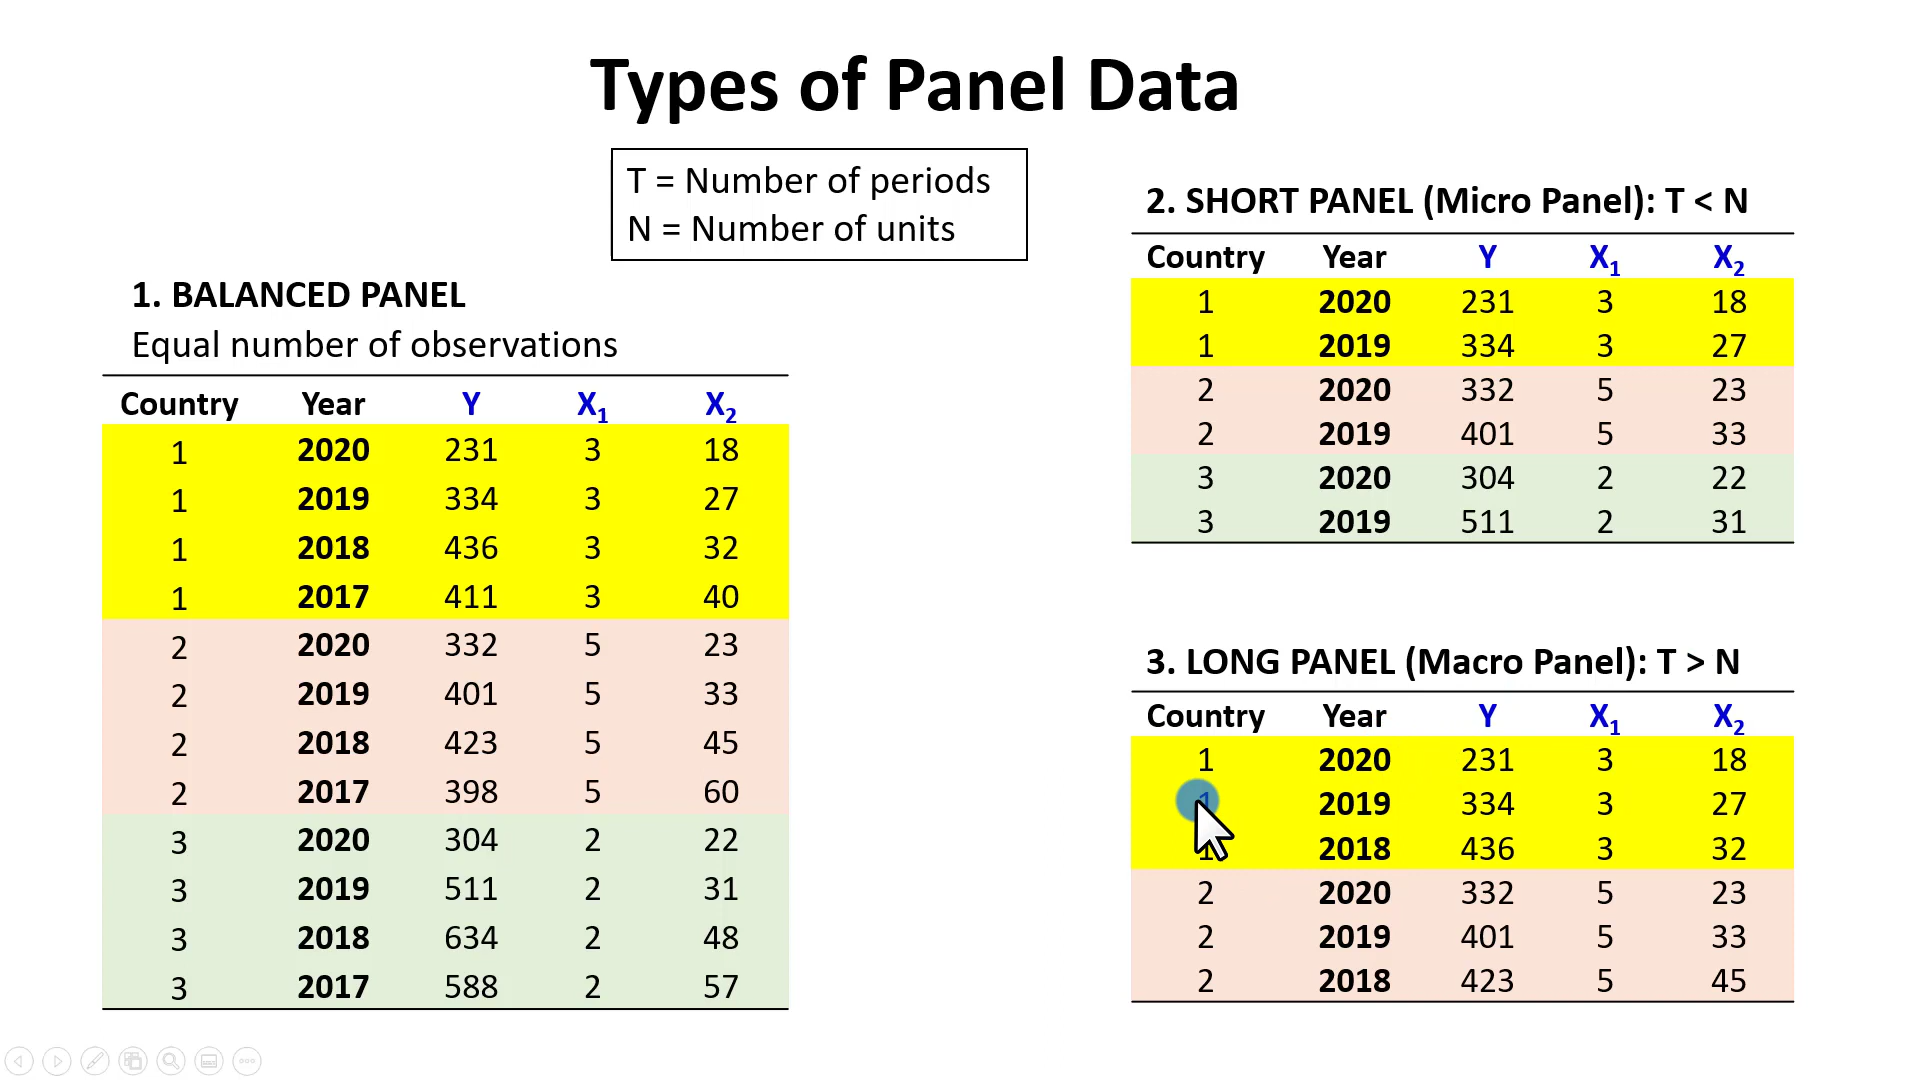 Types of Panel Data
T = Number of periods
N = Number of units
1. BALANCED PANEL
Equal number of observations
Country Year Y X₁ X₂
1 2020 231 3 18
1 2019 334 3 27
1 2018 436 3 32
1 2017 411 3 40
2 2020 332 5 23
2 2019 401 5 33
2 2018 423 5 45
2 2017 398 5 60
3 2020 304 2 22
3 2019 511 2 31
3 2018 634 2 48
3 2017 588 2 57
2. SHORT PANEL (Micro Panel): T < N
Country Year Y X₁ X₂
1 2020 231 3 18
1 2019 334 3 27
2 2020 332 5 23
2 2019 401 5 33
3 2020 304 2 22
3 2019 511 2 31
3. LONG PANEL (Macro Panel): T > N
Country Year Y X₁ X₂
1 2020 231 3 18
1 2019 334 3 27
1 2018 436 3 32
2 2020 332 5 23
2 2019 401 5 33
2 2018 423 5 45